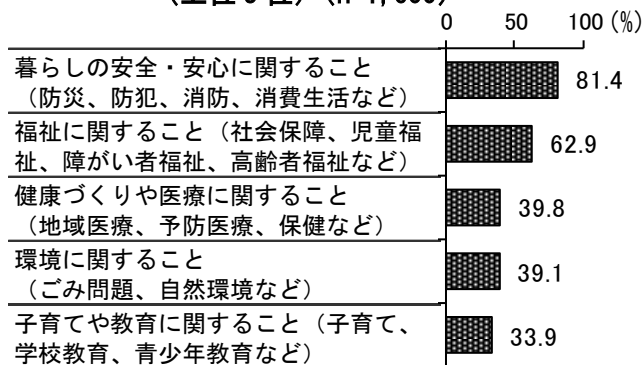 0 50 100 (%)
暮らしの安全・安心に関すること
（防災、防犯、消防、消費生活など）
81.4
福祉に関すること（社会保障、児童福
祉、障がい者福祉、高齢者福祉など）
62.9
健康づくりや医療に関すること
（地域医療、予防医療、保健など）
39.8
環境に関すること
（ごみ問題、自然環境など）
39.1
子育てや教育に関すること（子育て、
学校教育、青少年教育など）
33.9